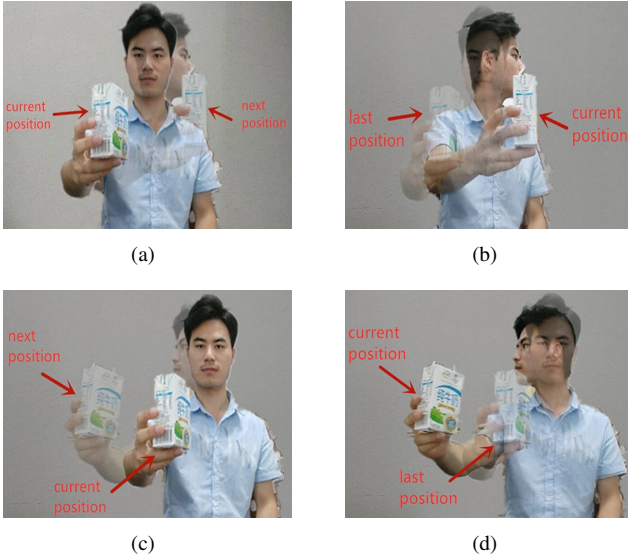 current
position
next
position
(a)
last
position
current
position
(b)
next
position
current
position
(c)
current
position
last
position
(d)